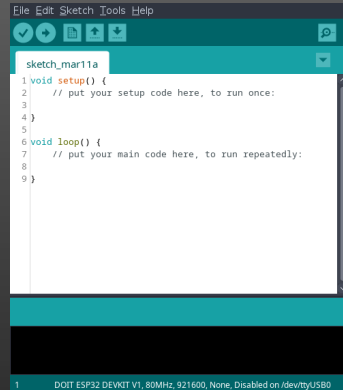 File Edit Sketch Tools Help
sketch_mar11a
1 void setup() {
2     // put your setup code here, to run once:
3
4 }
5
6 void loop() {
7     // put your main code here, to run repeatedly:
8
9 }
1 DOIT ESP32 DEVKIT V1, 80MHz, 921600, None, Disabled on /dev/ttyUSB0